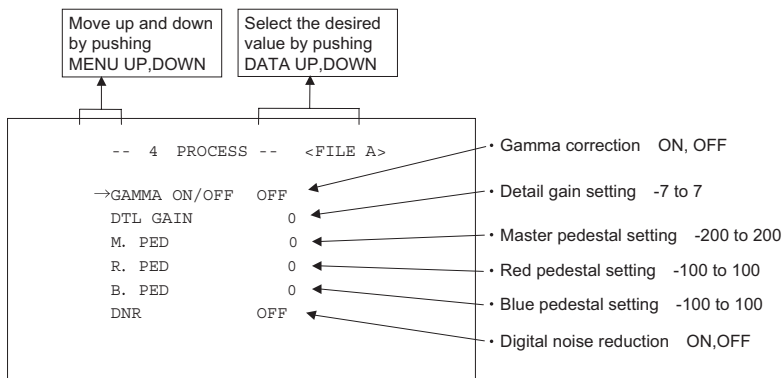 Move up and down
by pushing
MENU UP,DOWN
Select the desired
value by pushing
DATA UP,DOWN
-- 4 PROCESS -- <FILE A>
→GAMMA ON/OFF OFF
DTL GAIN 0
M. PED 0
R. PED 0
B. PED 0
DNR OFF
・Gamma correction ON, OFF
・Detail gain setting -7 to 7
・Master pedestal setting -200 to 200
・Red pedestal setting -100 to 100
・Blue pedestal setting -100 to 100
・Digital noise reduction ON,OFF